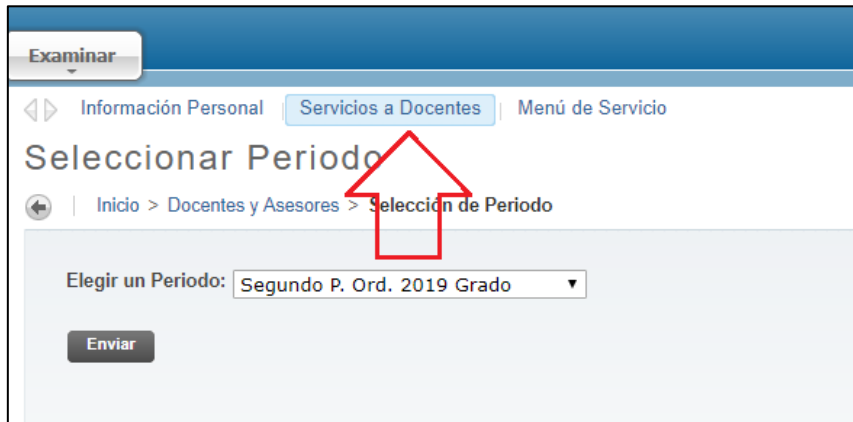 Examinar
Información Personal | Servicios a Docentes | Menú de Servicio
Seleccionar Periodo
Inicio > Docentes y Asesores > Selección de Periodo
Elegir un Periodo: Segundo P. Ord. 2019 Grado
Enviar